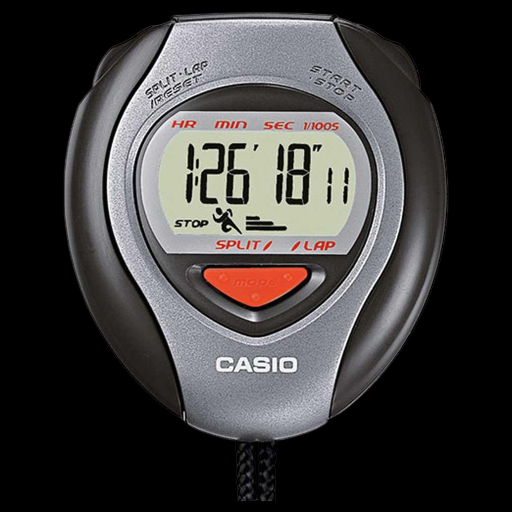 SPLIT·LAP
/RESET
START
·STOP
HR MIN SEC 1/100S
1:26' 18" 11
STOP
SPLIT/ /LAP
MODE
CASIO